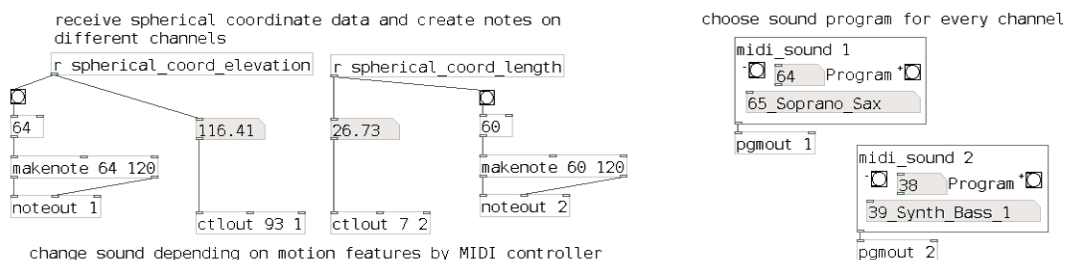 receive spherical coordinate data and create notes on
different channels
r spherical_coord_elevation
r spherical_coord_length
64
116.41
26.73
60
makenote 64 120
makenote 60 120
noteout 1
noteout 2
ctlout 93 1
ctlout 7 2
change sound depending on motion features by MIDI controller
choose sound program for every channel
midi_sound 1
- 64 Program +
65_Soprano_Sax
pgmout 1
midi_sound 2
- 38 Program +
39_Synth_Bass_1
pgmout 2